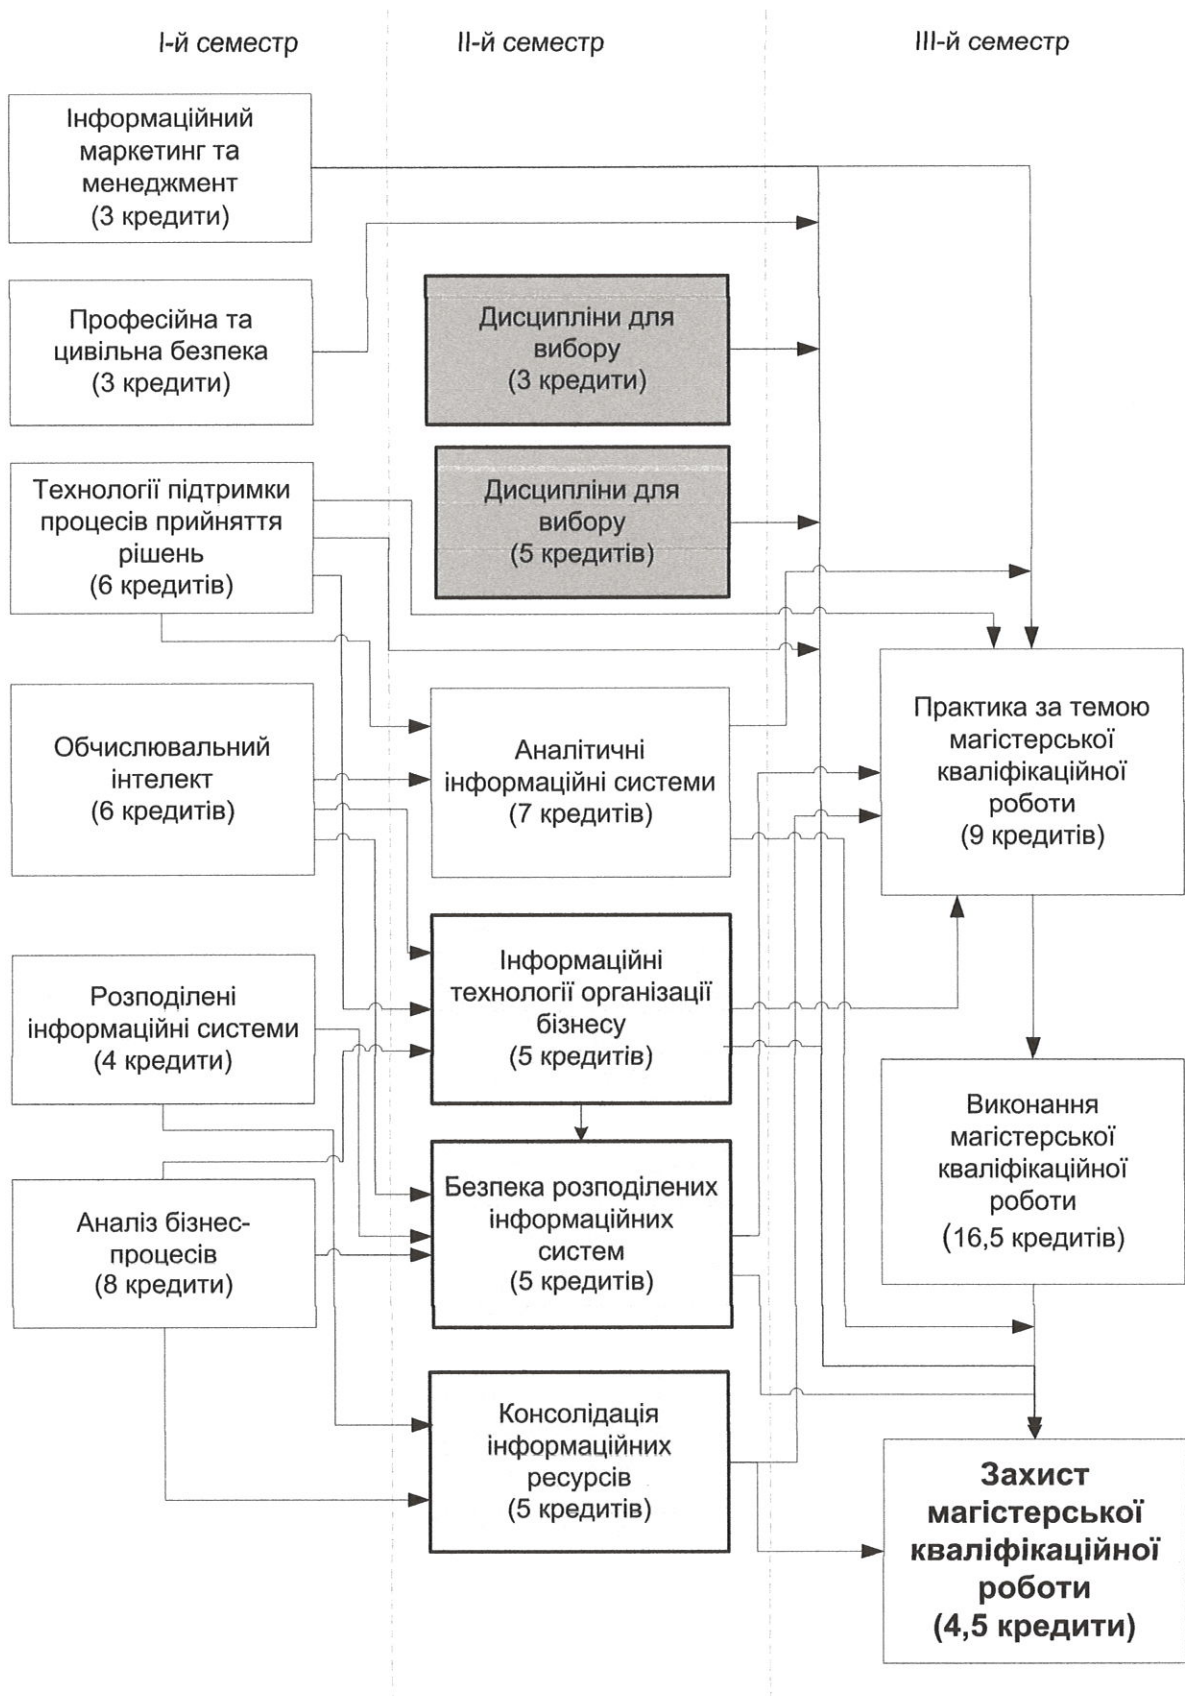 І-й семестр
ІІ-й семестр
ІІІ-й семестр
Інформаційний
маркетинг та
менеджмент
(3 кредити)
Професійна та
цивільна безпека
(3 кредити)
Технології підтримки
процесів прийняття
рішень
(6 кредитів)
Обчислювальний
інтелект
(6 кредитів)
Розподілені
інформаційні системи
(4 кредити)
Аналіз бізнес-
процесів
(8 кредити)
Дисципліни для
вибору
(3 кредити)
Дисципліни для
вибору
(5 кредитів)
Аналітичні
інформаційні системи
(7 кредитів)
Інформаційні
технології організації
бізнесу
(5 кредитів)
Безпека розподілених
інформаційних
систем
(5 кредитів)
Консолідація
інформаційних
ресурсів
(5 кредитів)
Практика за темою
магістерської
кваліфікаційної
роботи
(9 кредитів)
Виконання
магістерської
кваліфікаційної
роботи
(16,5 кредитів)
Захист
магістерської
кваліфікаційної
роботи
(4,5 кредити)